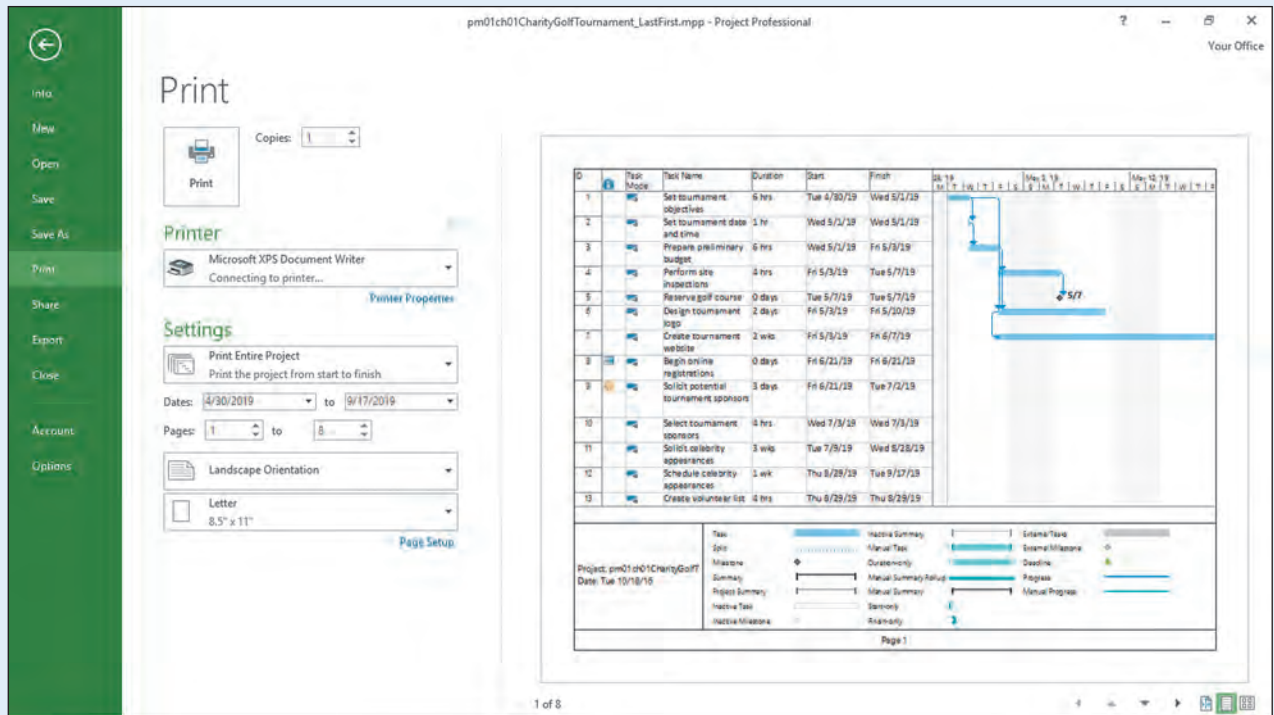 pm01ch01CharityGolfTournament_LastFirst.mpp - Project Professional
?
Your Office
Info
New
Open
Save
Save As
Print
Share
Export
Close
Account
Options
Print
Print
Copies: 1
Printer
Microsoft XPS Document Writer
Connecting to printer...
Printer Properties
Settings
Print Entire Project
Print the project from start to finish
Dates: 4/30/2019 to 9/17/2019
Pages: 1 to 8
Landscape Orientation
Letter
8.5" x 11"
Page Setup
ID Task Mode Task Name Duration Start Finish
M T W T F S S M T W T F S S M T W T F
1 Set tournament objectives 6 hrs Tue 4/30/19 Wed 5/1/19
2 Set tournament date and time 1 hr Wed 5/1/19 Wed 5/1/19
3 Prepare preliminary budget 6 hrs Wed 5/1/19 Fri 5/3/19
4 Perform site inspections 4 hrs Fri 5/3/19 Tue 5/7/19
5 Reserve golf course 0 days Tue 5/7/19 Tue 5/7/19 5/7
6 Design tournament logo 2 days Fri 5/3/19 Fri 5/10/19
7 Create tournament website 2 wks Fri 5/3/19 Fri 6/7/19
8 Begin online registrations 0 days Fri 6/21/19 Fri 6/21/19
9 Solicit potential tournament sponsors 3 days Fri 6/21/19 Tue 7/2/19
10 Select tournament sponsors 4 hrs Wed 7/3/19 Wed 7/3/19
11 Solicit celebrity appearances 3 wks Tue 7/9/19 Wed 8/28/19
12 Schedule celebrity appearances 1 wk Thu 8/29/19 Tue 9/17/19
13 Create volunteer list 4 hrs Thu 8/29/19 Thu 8/29/19
Project: pm01ch01CharityGolfT
Date: Tue 10/18/16
Task Inactive Summary External Tasks
Split Manual Task External Milestone
Milestone Duration-only Deadline
Summary Manual Summary Rollup Progress
Project Summary Manual Summary Manual Progress
Inactive Task Start-only
Inactive Milestone Finish-only
Page 1
1 of 8